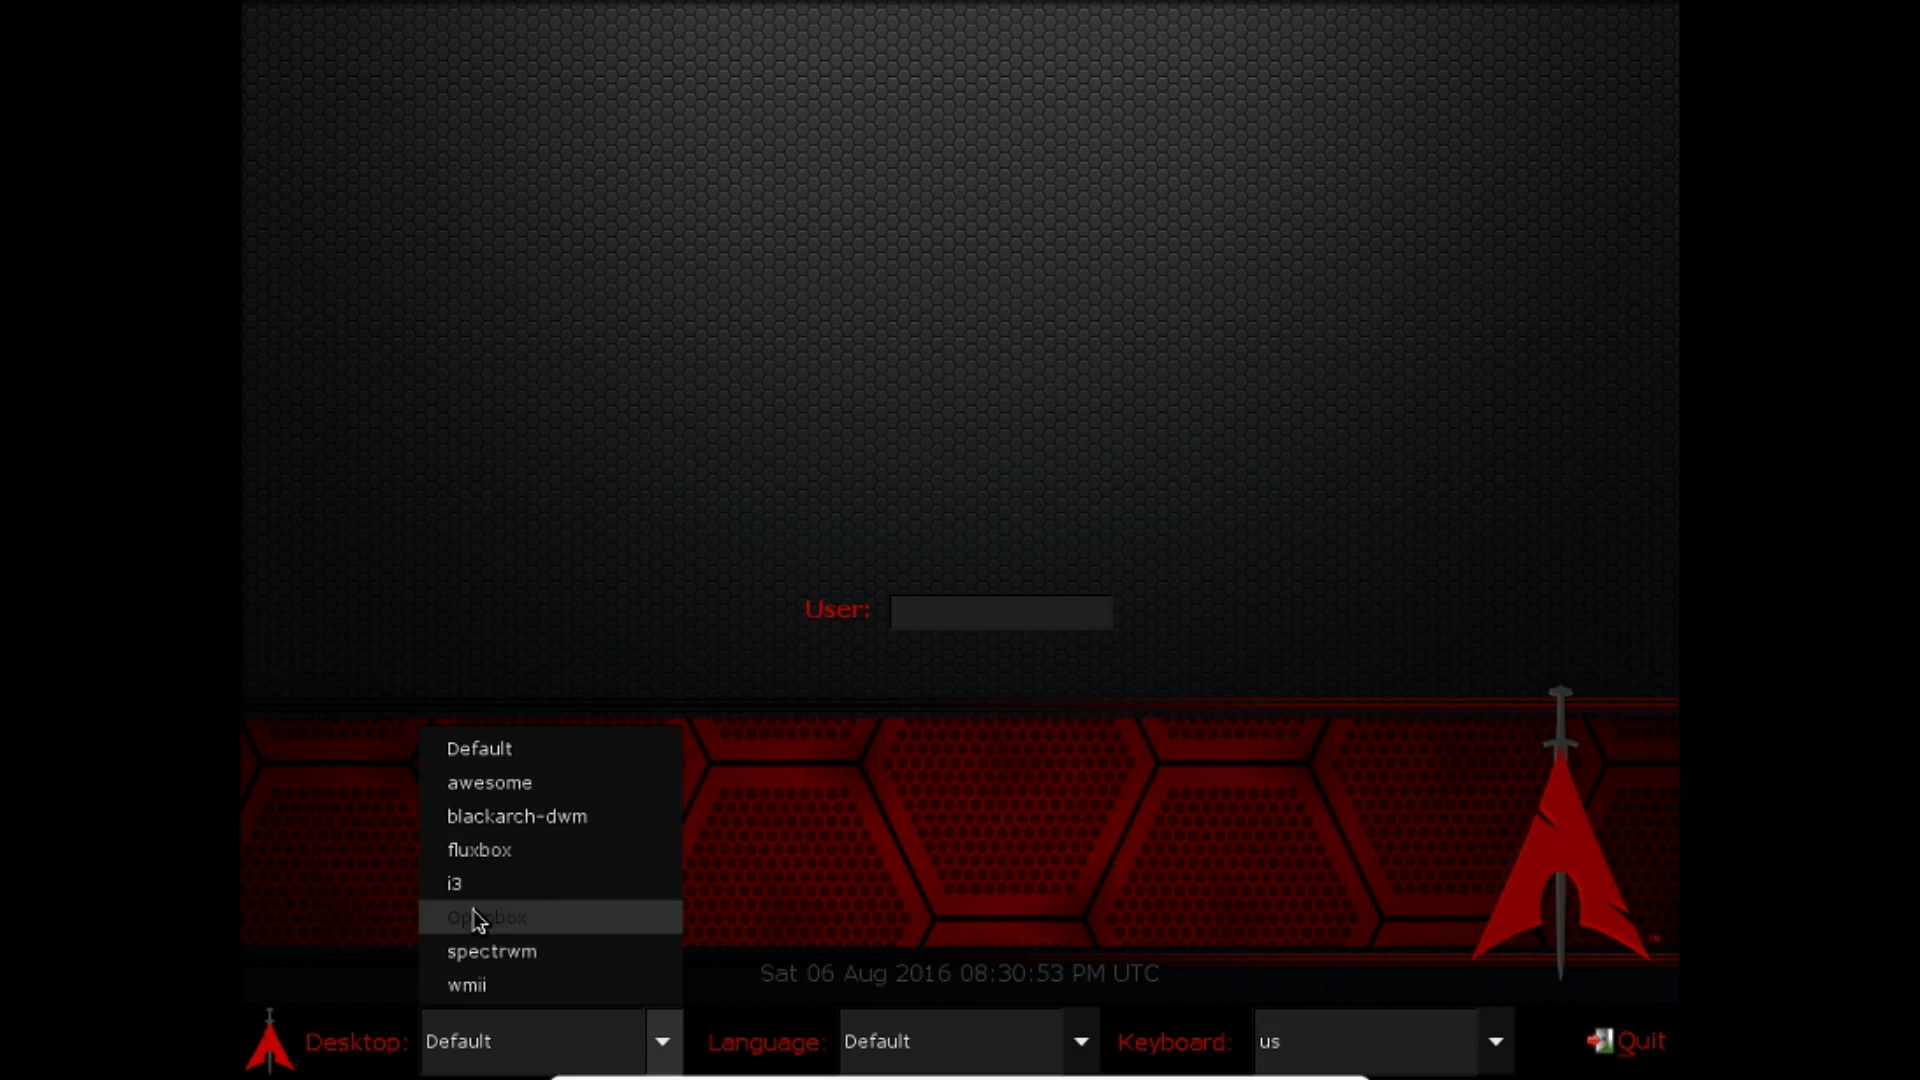 User:
Default
awesome
blackarch-dwm
fluxbox
i3
Openbox
spectrwm
wmii
Sat 06 Aug 2016 08:30:53 PM UTC
Desktop: Default Language: Default Keyboard: us Quit